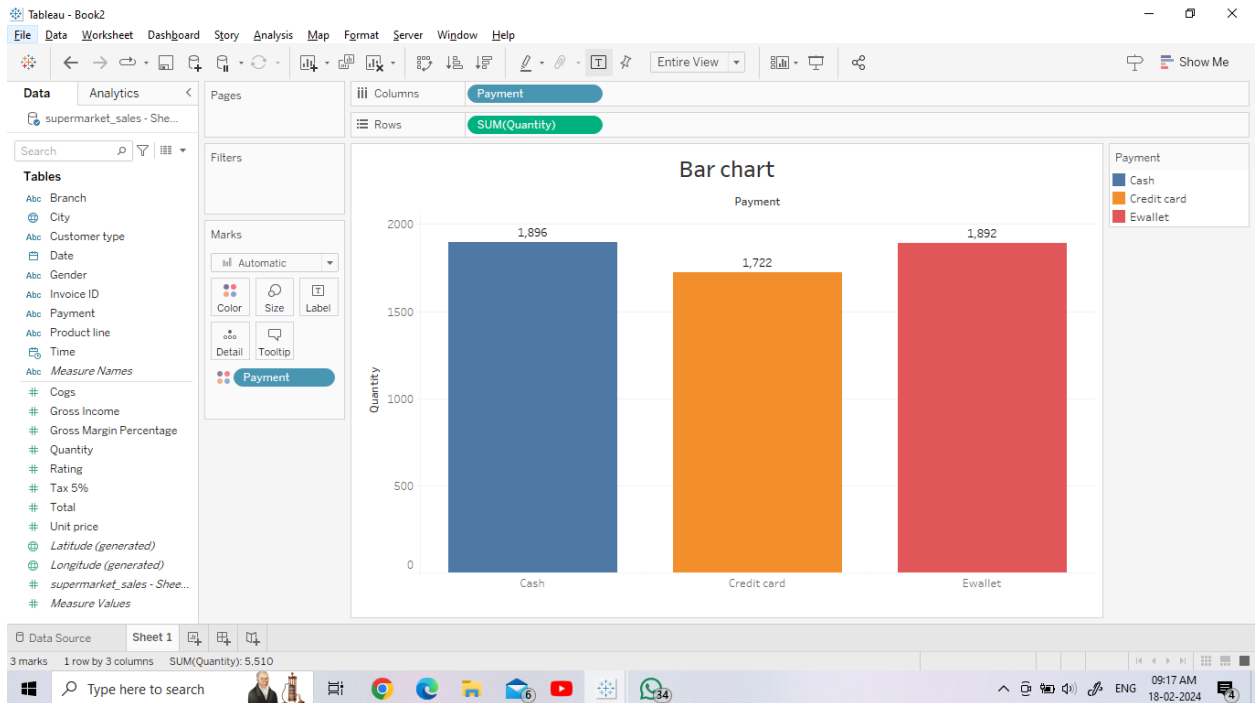 Tableau - Book2
File Data Worksheet Dashboard Story Analysis Map Format Server Window Help
Entire View
Show Me
Data Analytics
supermarket_sales - She...
Search
Tables
Abc Branch
City
Abc Customer type
Date
Abc Gender
Abc Invoice ID
Abc Payment
Abc Product line
Time
Abc Measure Names
# Cogs
# Gross Income
# Gross Margin Percentage
# Quantity
# Rating
# Tax 5%
# Total
# Unit price
Latitude (generated)
Longitude (generated)
# supermarket_sales - Shee...
# Measure Values
Pages
Filters
Marks
Automatic
Color Size Label
Detail Tooltip
Payment
Columns Payment
Rows SUM(Quantity)
Bar chart
Payment
Quantity
2000
1500
1000
500
0
1,896
1,722
1,892
Cash Credit card Ewallet
Payment
Cash
Credit card
Ewallet
Data Source Sheet 1
3 marks 1 row by 3 columns SUM(Quantity): 5.510
Type here to search
6
34
ENG
09:17 AM
18-02-2024
4